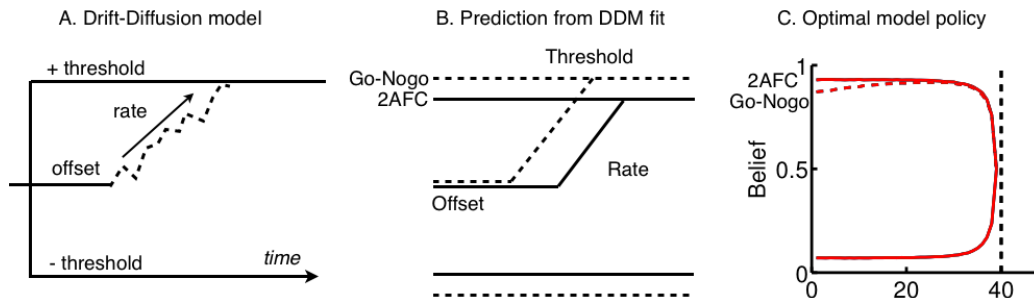 A. Drift-Diffusion model
+ threshold
rate
offset
- threshold
time
B. Prediction from DDM fit
Threshold
Go-Nogo
2AFC
Rate
Offset
C. Optimal model policy
1
2AFC
Go-Nogo
Belief
0.5
0
0
20
40